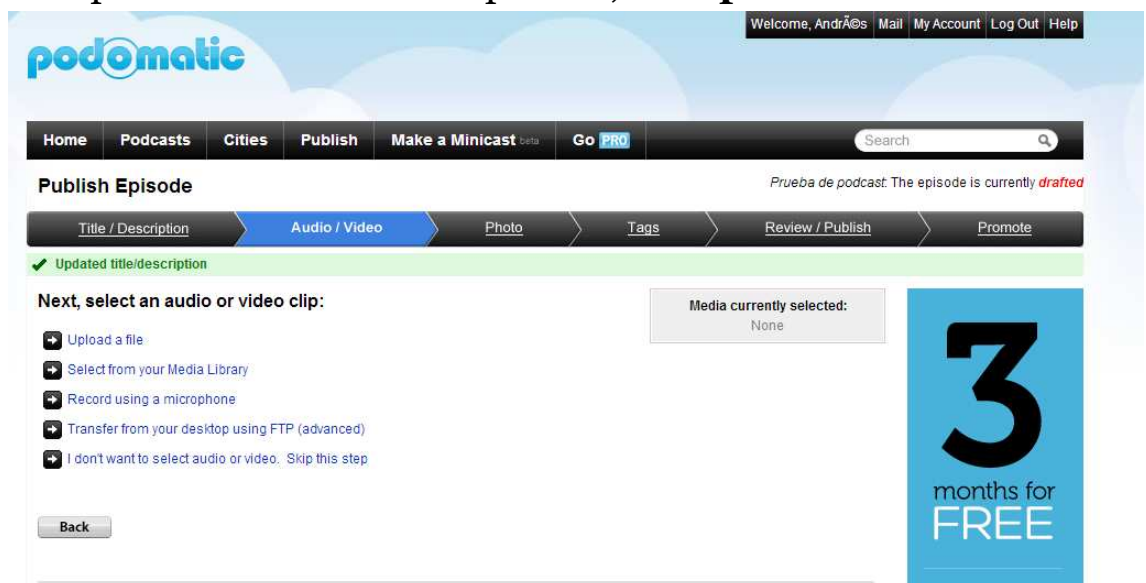 Welcome, AndrÃ©s Mail My Account Log Out Help
podomatic
Home Podcasts Cities Publish Make a Minicast beta Go PRO Search
Publish Episode
Prueba de podcast: The episode is currently drafted
Title / Description Audio / Video Photo Tags Review / Publish Promote
Updated title/description
Next, select an audio or video clip:
Upload a file
Select from your Media Library
Record using a microphone
Transfer from your desktop using FTP (advanced)
I don't want to select audio or video. Skip this step
Back
Media currently selected:
None
3
months for
FREE